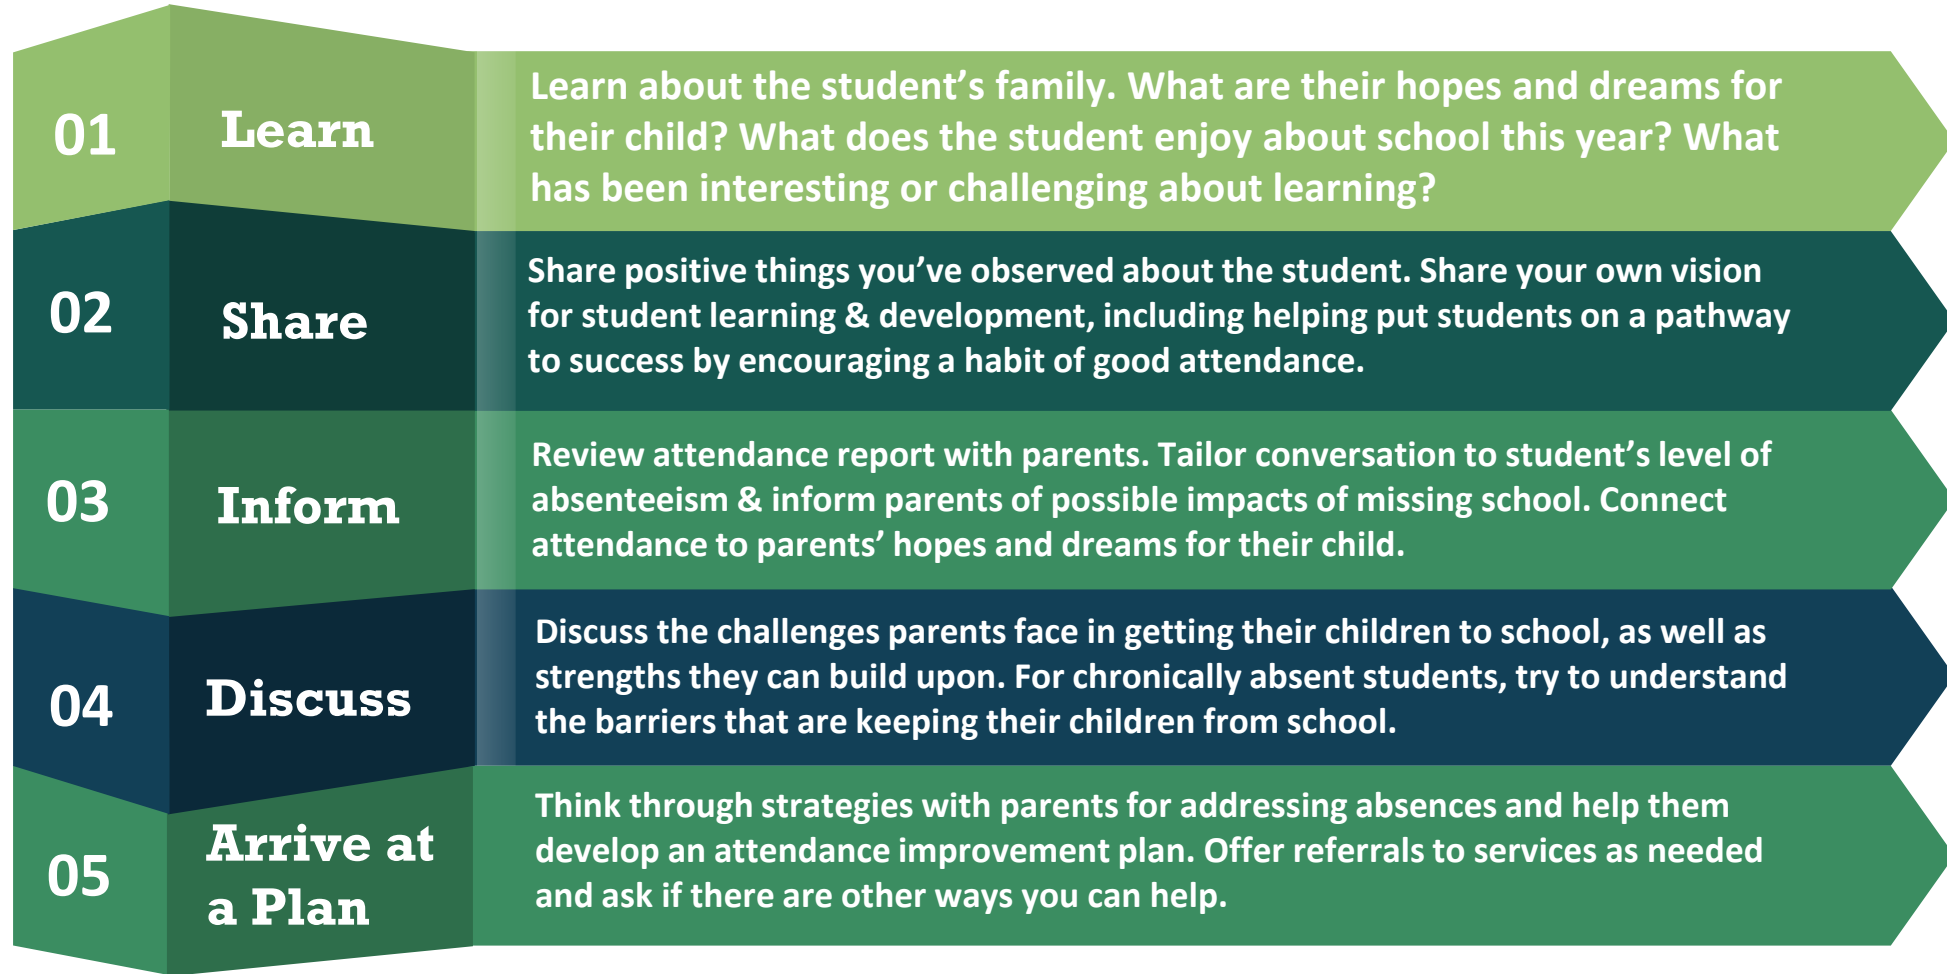 01
Learn
Learn about the student’s family. What are their hopes and dreams for
their child? What does the student enjoy about school this year? What
has been interesting or challenging about learning?
02
Share
Share positive things you’ve observed about the student. Share your own vision
for student learning & development, including helping put students on a pathway
to success by encouraging a habit of good attendance.
03
Inform
Review attendance report with parents. Tailor conversation to student’s level of
absenteeism & inform parents of possible impacts of missing school. Connect
attendance to parents’ hopes and dreams for their child.
04
Discuss
Discuss the challenges parents face in getting their children to school, as well as
strengths they can build upon. For chronically absent students, try to understand
the barriers that are keeping their children from school.
05
Arrive at
a Plan
Think through strategies with parents for addressing absences and help them
develop an attendance improvement plan. Offer referrals to services as needed
and ask if there are other ways you can help.